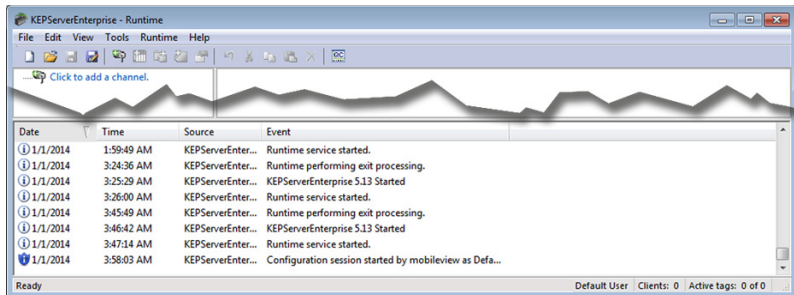 KEPServerEnterprise - Runtime
File Edit View Tools Runtime Help
Click to add a channel.
Date Time Source Event
1/1/2014 1:59:49 AM KEPServerEnter... Runtime service started.
1/1/2014 3:24:36 AM KEPServerEnter... Runtime performing exit processing.
1/1/2014 3:25:29 AM KEPServerEnter... KEPServerEnterprise 5.13 Started
1/1/2014 3:26:00 AM KEPServerEnter... Runtime service started.
1/1/2014 3:45:49 AM KEPServerEnter... Runtime performing exit processing.
1/1/2014 3:46:42 AM KEPServerEnter... KEPServerEnterprise 5.13 Started
1/1/2014 3:47:14 AM KEPServerEnter... Runtime service started.
1/1/2014 3:58:03 AM KEPServerEnter... Configuration session started by mobileview as Defa...
Ready Default User Clients: 0 Active tags: 0 of 0